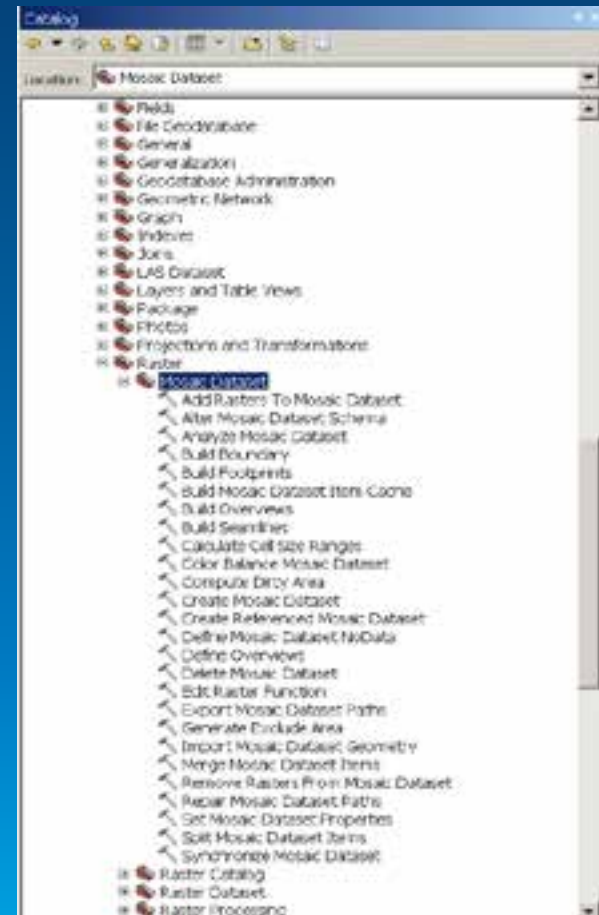 Catalog
Location: Mosaic Dataset
Fields
File Geodatabase
General
Generalization
Geodatabase Administration
Geometric Network
Graph
Indexes
Joins
LAS Dataset
Layers and Table Views
Package
Photos
Projections and Transformations
Raster
Mosaic Dataset
Add Rasters To Mosaic Dataset
Alter Mosaic Dataset Schema
Analyze Mosaic Dataset
Build Boundary
Build Footprints
Build Mosaic Dataset Item Cache
Build Overviews
Build Seamlines
Calculate Cell Size Ranges
Color Balance Mosaic Dataset
Compute Dirty Area
Create Mosaic Dataset
Create Referenced Mosaic Dataset
Define Mosaic Dataset NoData
Define Overviews
Delete Mosaic Dataset
Edit Raster Function
Export Mosaic Dataset Paths
Generate Exclude Area
Import Mosaic Dataset Geometry
Merge Mosaic Dataset Items
Remove Rasters From Mosaic Dataset
Repair Mosaic Dataset Paths
Set Mosaic Dataset Properties
Split Mosaic Dataset Items
Synchronize Mosaic Dataset
Raster Catalog
Raster Dataset
Raster Processing